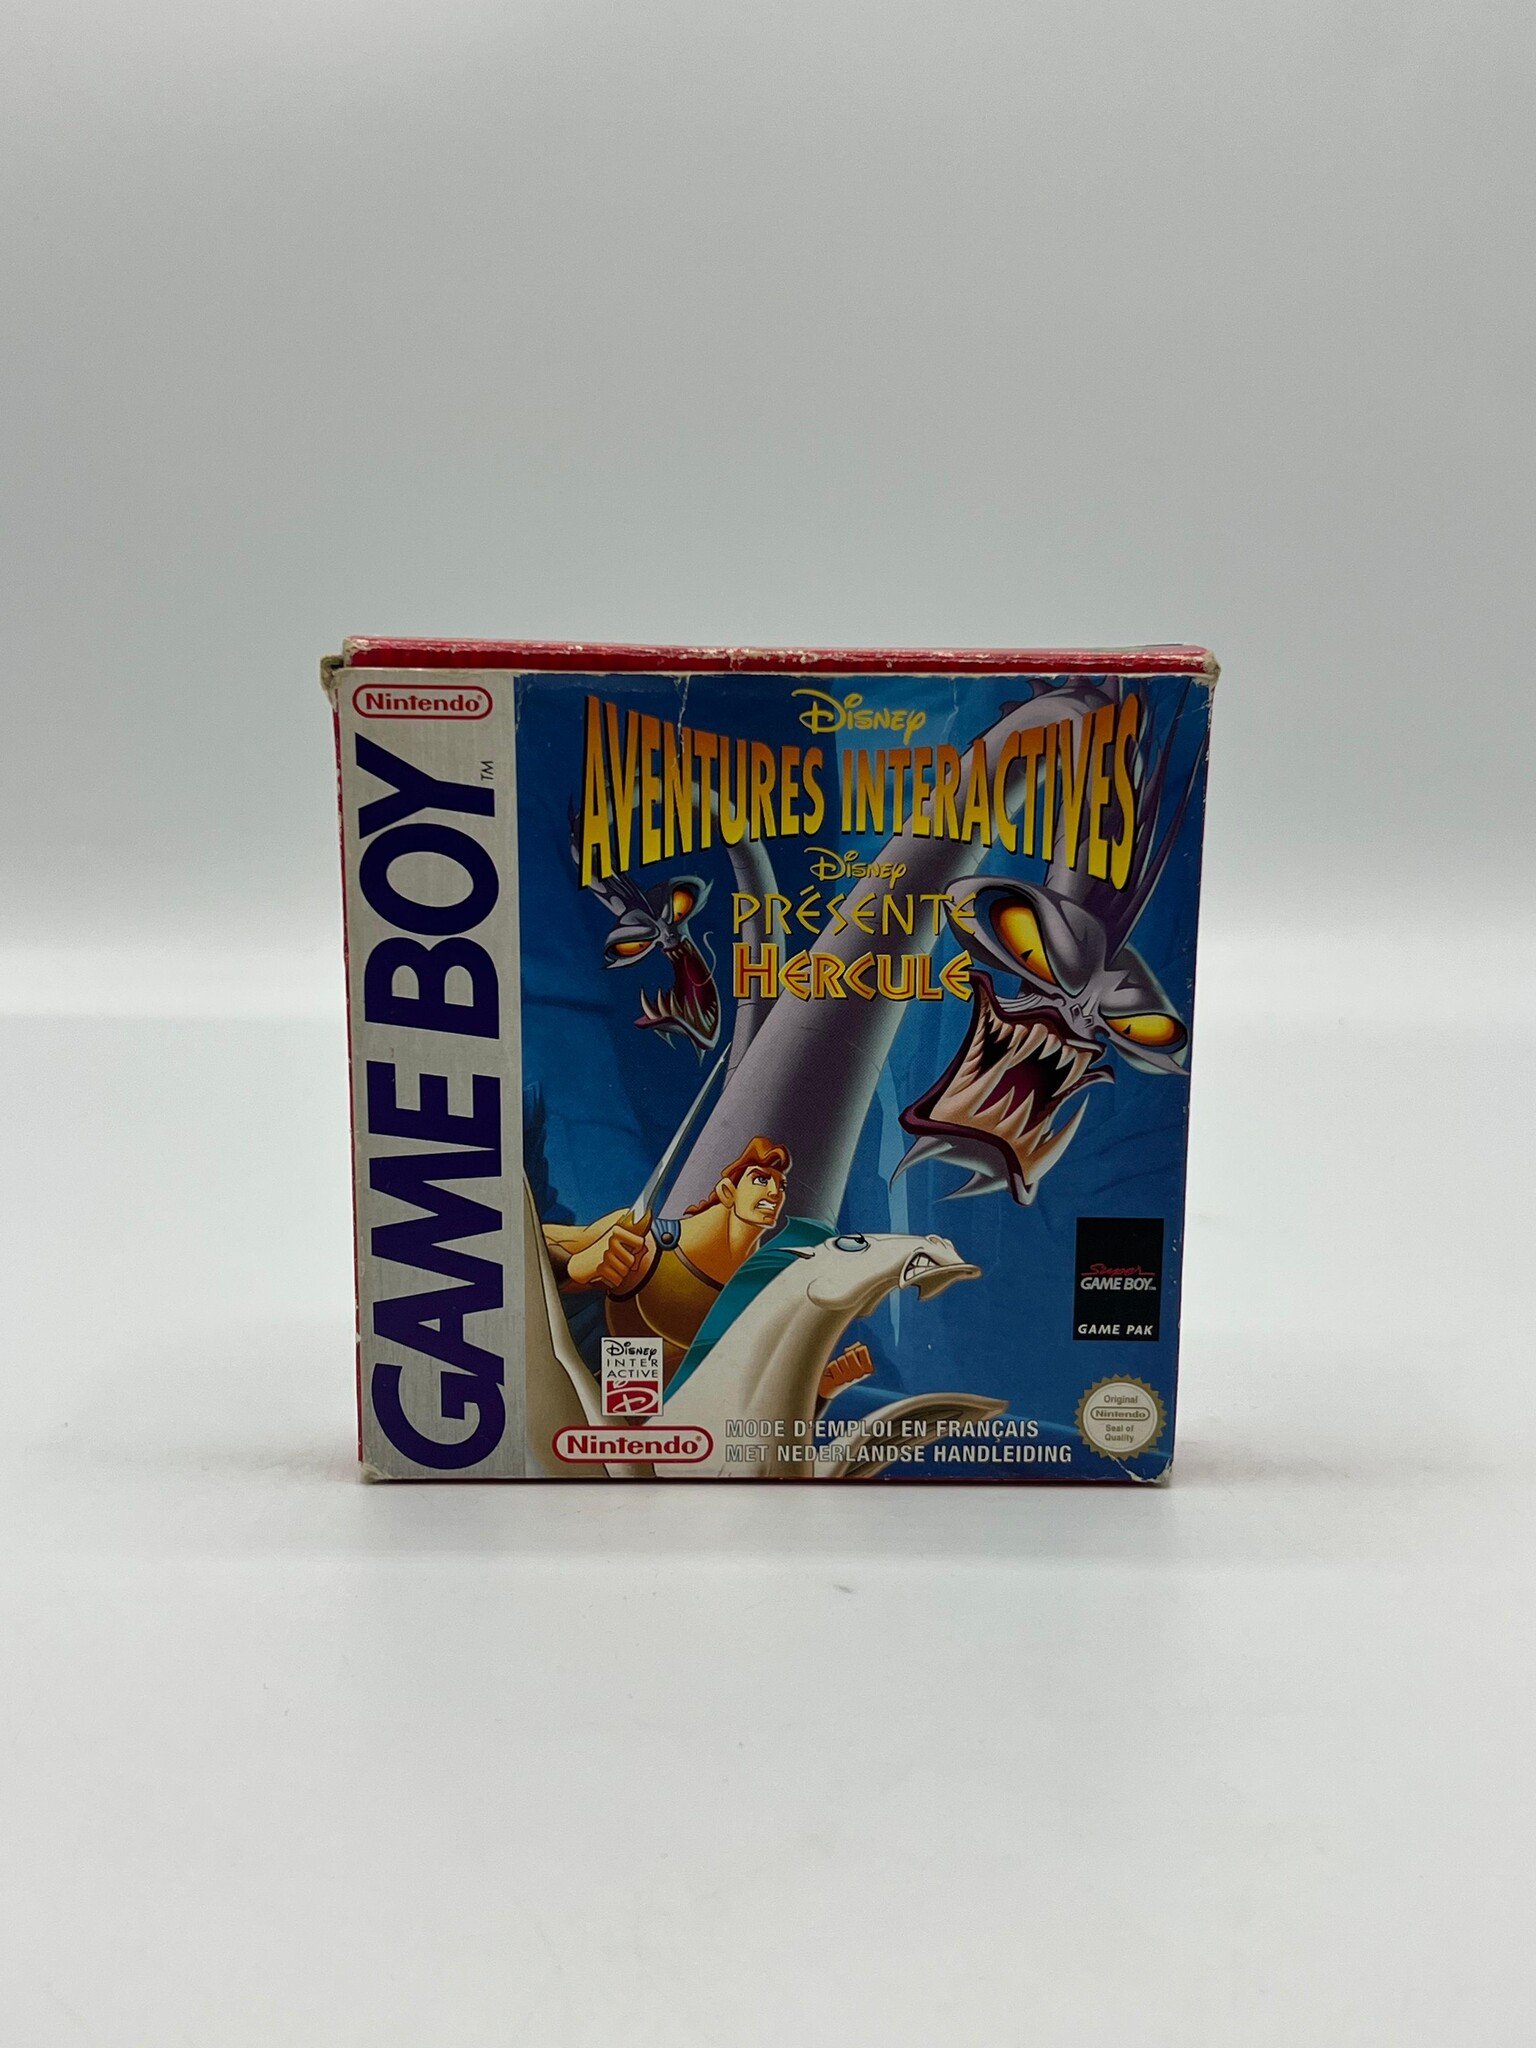 Nintendo®
GAME BOY™
Disney
AVENTURES INTERACTIVES
Disney
PRÉSENTE
HERCULE
Super
GAME BOY™
GAME PAK
Disney
INTER
ACTIVE
D
Nintendo®
MODE D'EMPLOI EN FRANÇAIS
MET NEDERLANDSE HANDLEIDING
Original
Nintendo
Seal of
Quality